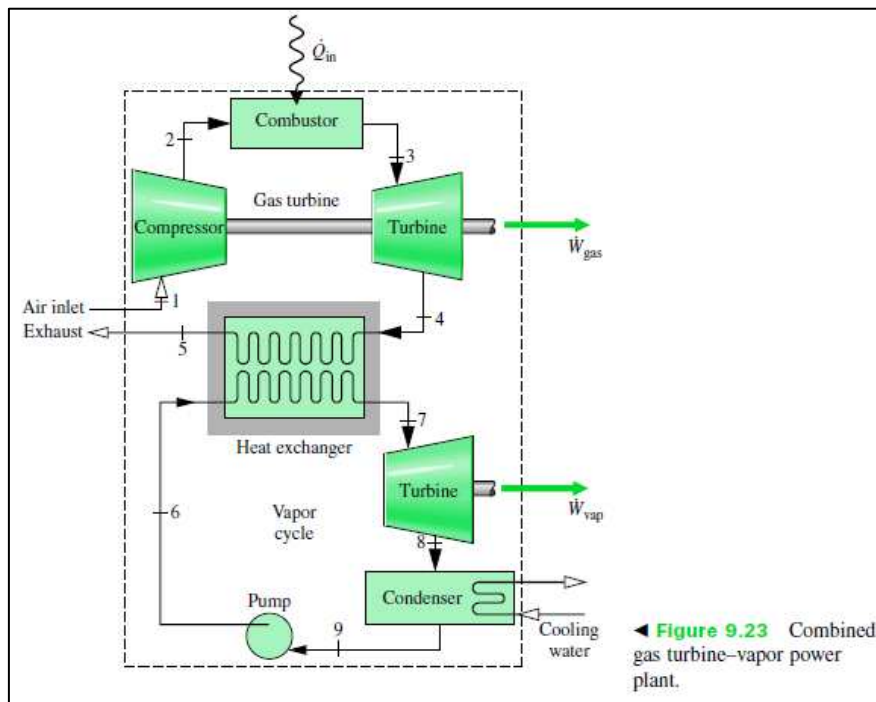 Q̇in
Combustor
2
3
Gas turbine
Compressor
Turbine
Ẇgas
1
Air inlet
4
Exhaust
5
Heat exchanger
7
Turbine
6
Vapor
cycle
Ẇvap
8
Pump
Condenser
9
Cooling
water
◄ Figure 9.23 Combined
gas turbine–vapor power
plant.